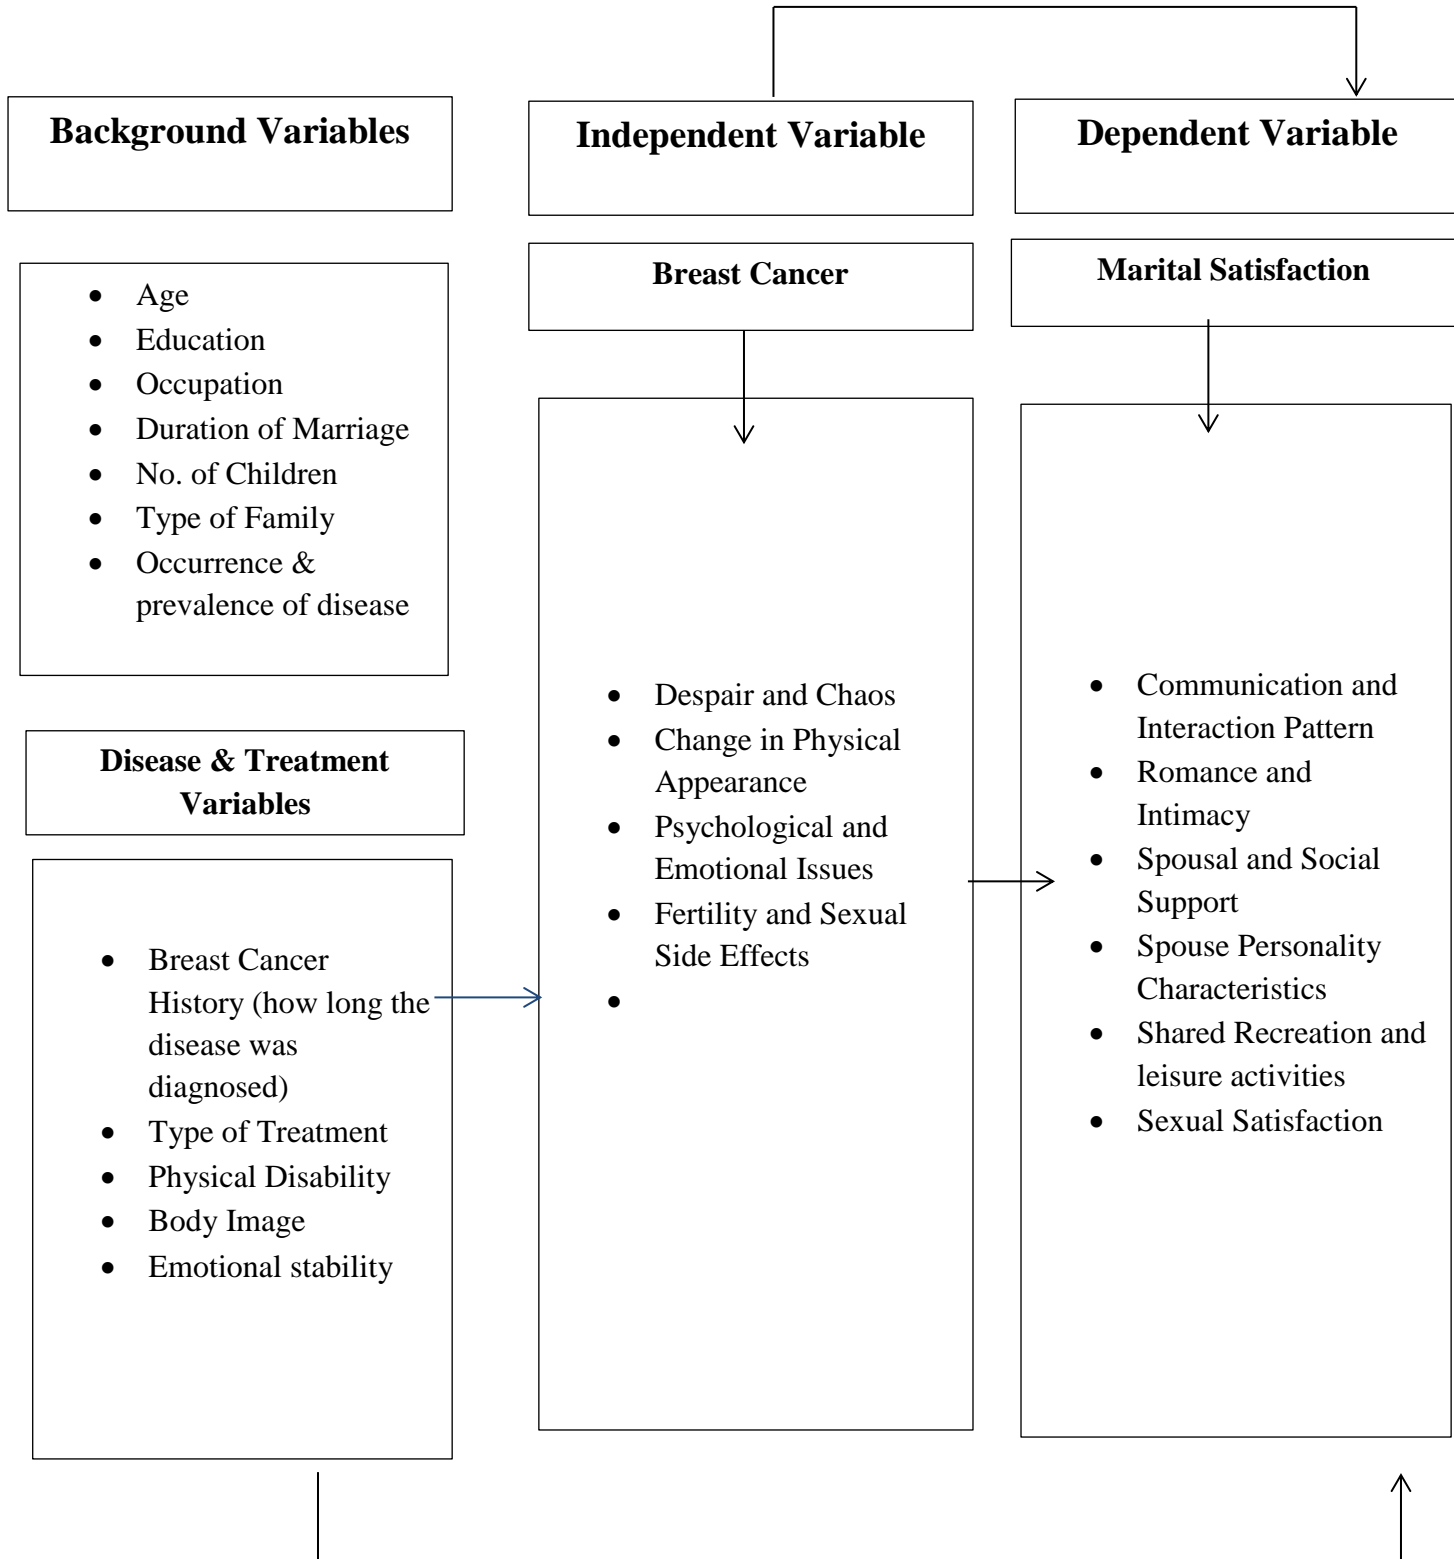 Background Variables
Independent Variable
Dependent Variable
Breast Cancer
Marital Satisfaction
• Age
• Education
• Occupation
• Duration of Marriage
• No. of Children
• Type of Family
• Occurrence &
prevalence of disease
Disease & Treatment
Variables
• Breast Cancer
History (how long the
disease was
diagnosed)
• Type of Treatment
• Physical Disability
• Body Image
• Emotional stability
• Despair and Chaos
• Change in Physical
Appearance
• Psychological and
Emotional Issues
• Fertility and Sexual
Side Effects
•
• Communication and
Interaction Pattern
• Romance and
Intimacy
• Spousal and Social
Support
• Spouse Personality
Characteristics
• Shared Recreation and
leisure activities
• Sexual Satisfaction